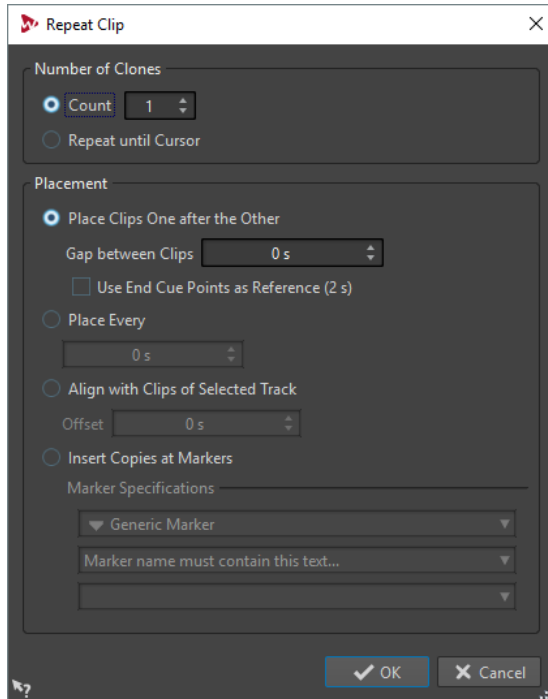 Repeat Clip
Number of Clones
Count 1
Repeat until Cursor
Placement
Place Clips One after the Other
Gap between Clips 0 s
Use End Cue Points as Reference (2 s)
Place Every
0 s
Align with Clips of Selected Track
Offset 0 s
Insert Copies at Markers
Marker Specifications
Generic Marker
Marker name must contain this text...
OK Cancel
?